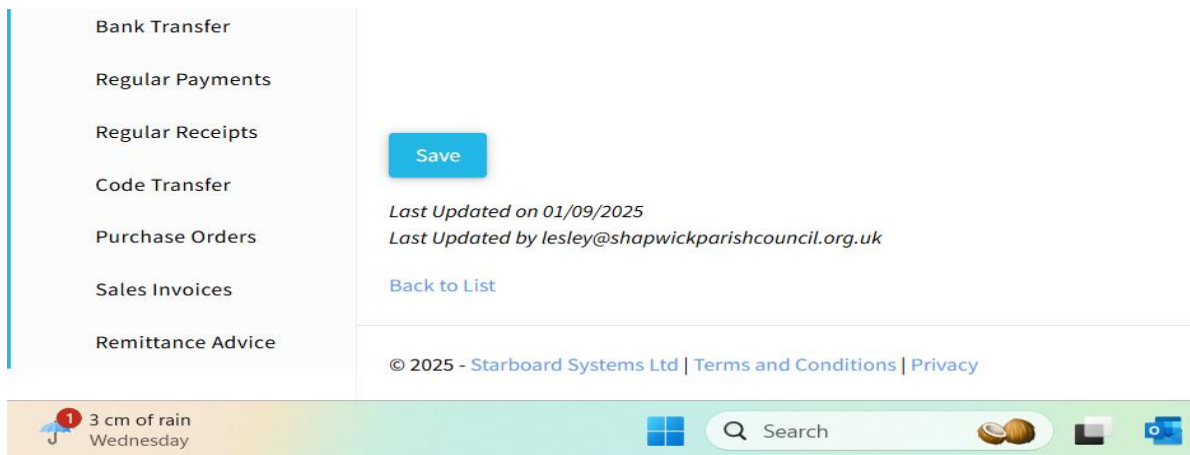 Bank Transfer
Regular Payments
Regular Receipts
Code Transfer
Purchase Orders
Sales Invoices
Remittance Advice
Save
Last Updated on 01/09/2025
Last Updated by lesley@shapwickparishcouncil.org.uk
Back to List
© 2025 - Starboard Systems Ltd | Terms and Conditions | Privacy
1
3 cm of rain
Wednesday
Search